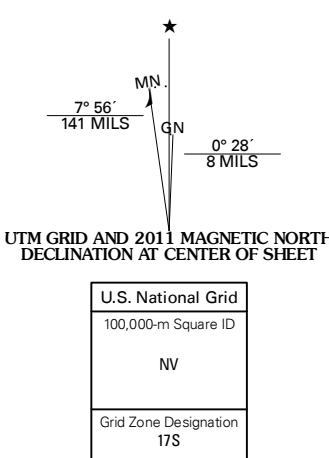 ★
MN
7° 56´
141 MILS
GN
0° 28´
8 MILS
UTM GRID AND 2011 MAGNETIC NORTH
DECLINATION AT CENTER OF SHEET
U.S. National Grid
100,000-m Square ID
NV
Grid Zone Designation
17S